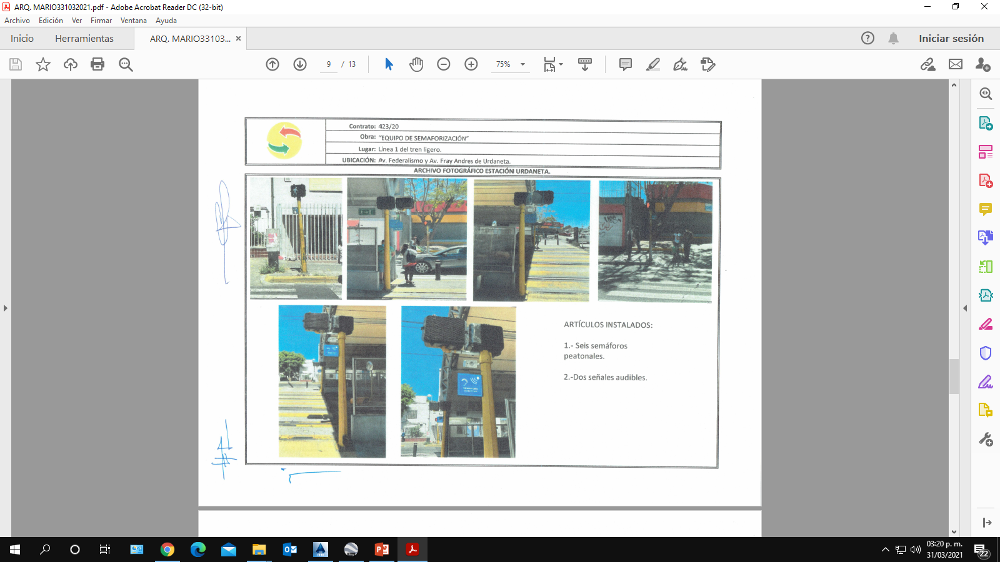 ARQ. MARIO331032021.pdf - Adobe Acrobat Reader DC (32-bit)
Archivo Edición Ver Firmar Ventana Ayuda
Inicio Herramientas ARQ. MARIO33103... Iniciar sesión
9 / 13 75%
Contrato: 423/20
Obra: "EQUIPO DE SEMAFORIZACIÓN"
Lugar: Línea 1 del tren ligero.
UBICACIÓN: Av. Federalismo y Av. Fray Andres de Urdaneta.
ARCHIVO FOTOGRÁFICO ESTACIÓN URDANETA.
ARTÍCULOS INSTALADOS:
1.- Seis semáforos
peatonales.
2.-Dos señales audibles.
03:20 p. m.
31/03/2021
22